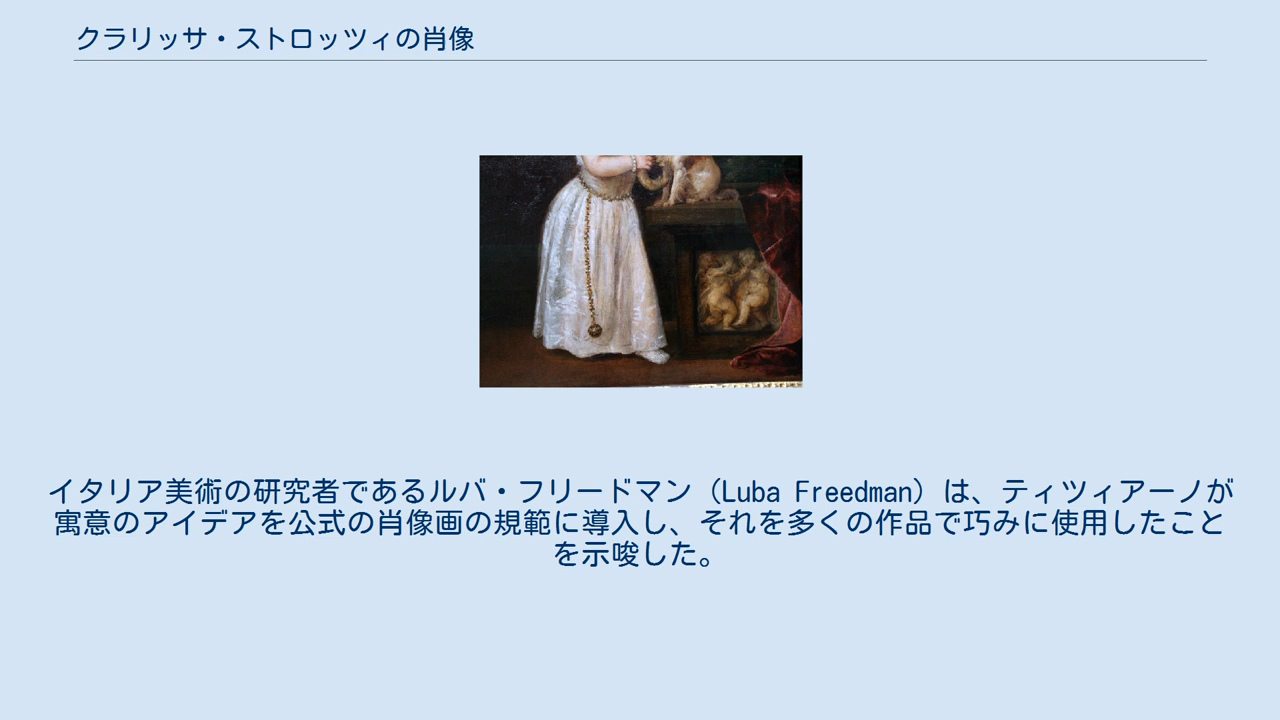 クラリッサ・ストロッツィの肖像
イタリア美術の研究者であるルバ・フリードマン（Luba Freedman）は、ティツィアーノが
寓意のアイデアを公式の肖像画の規範に導入し、それを多くの作品で巧みに使用したこと
を示唆した。